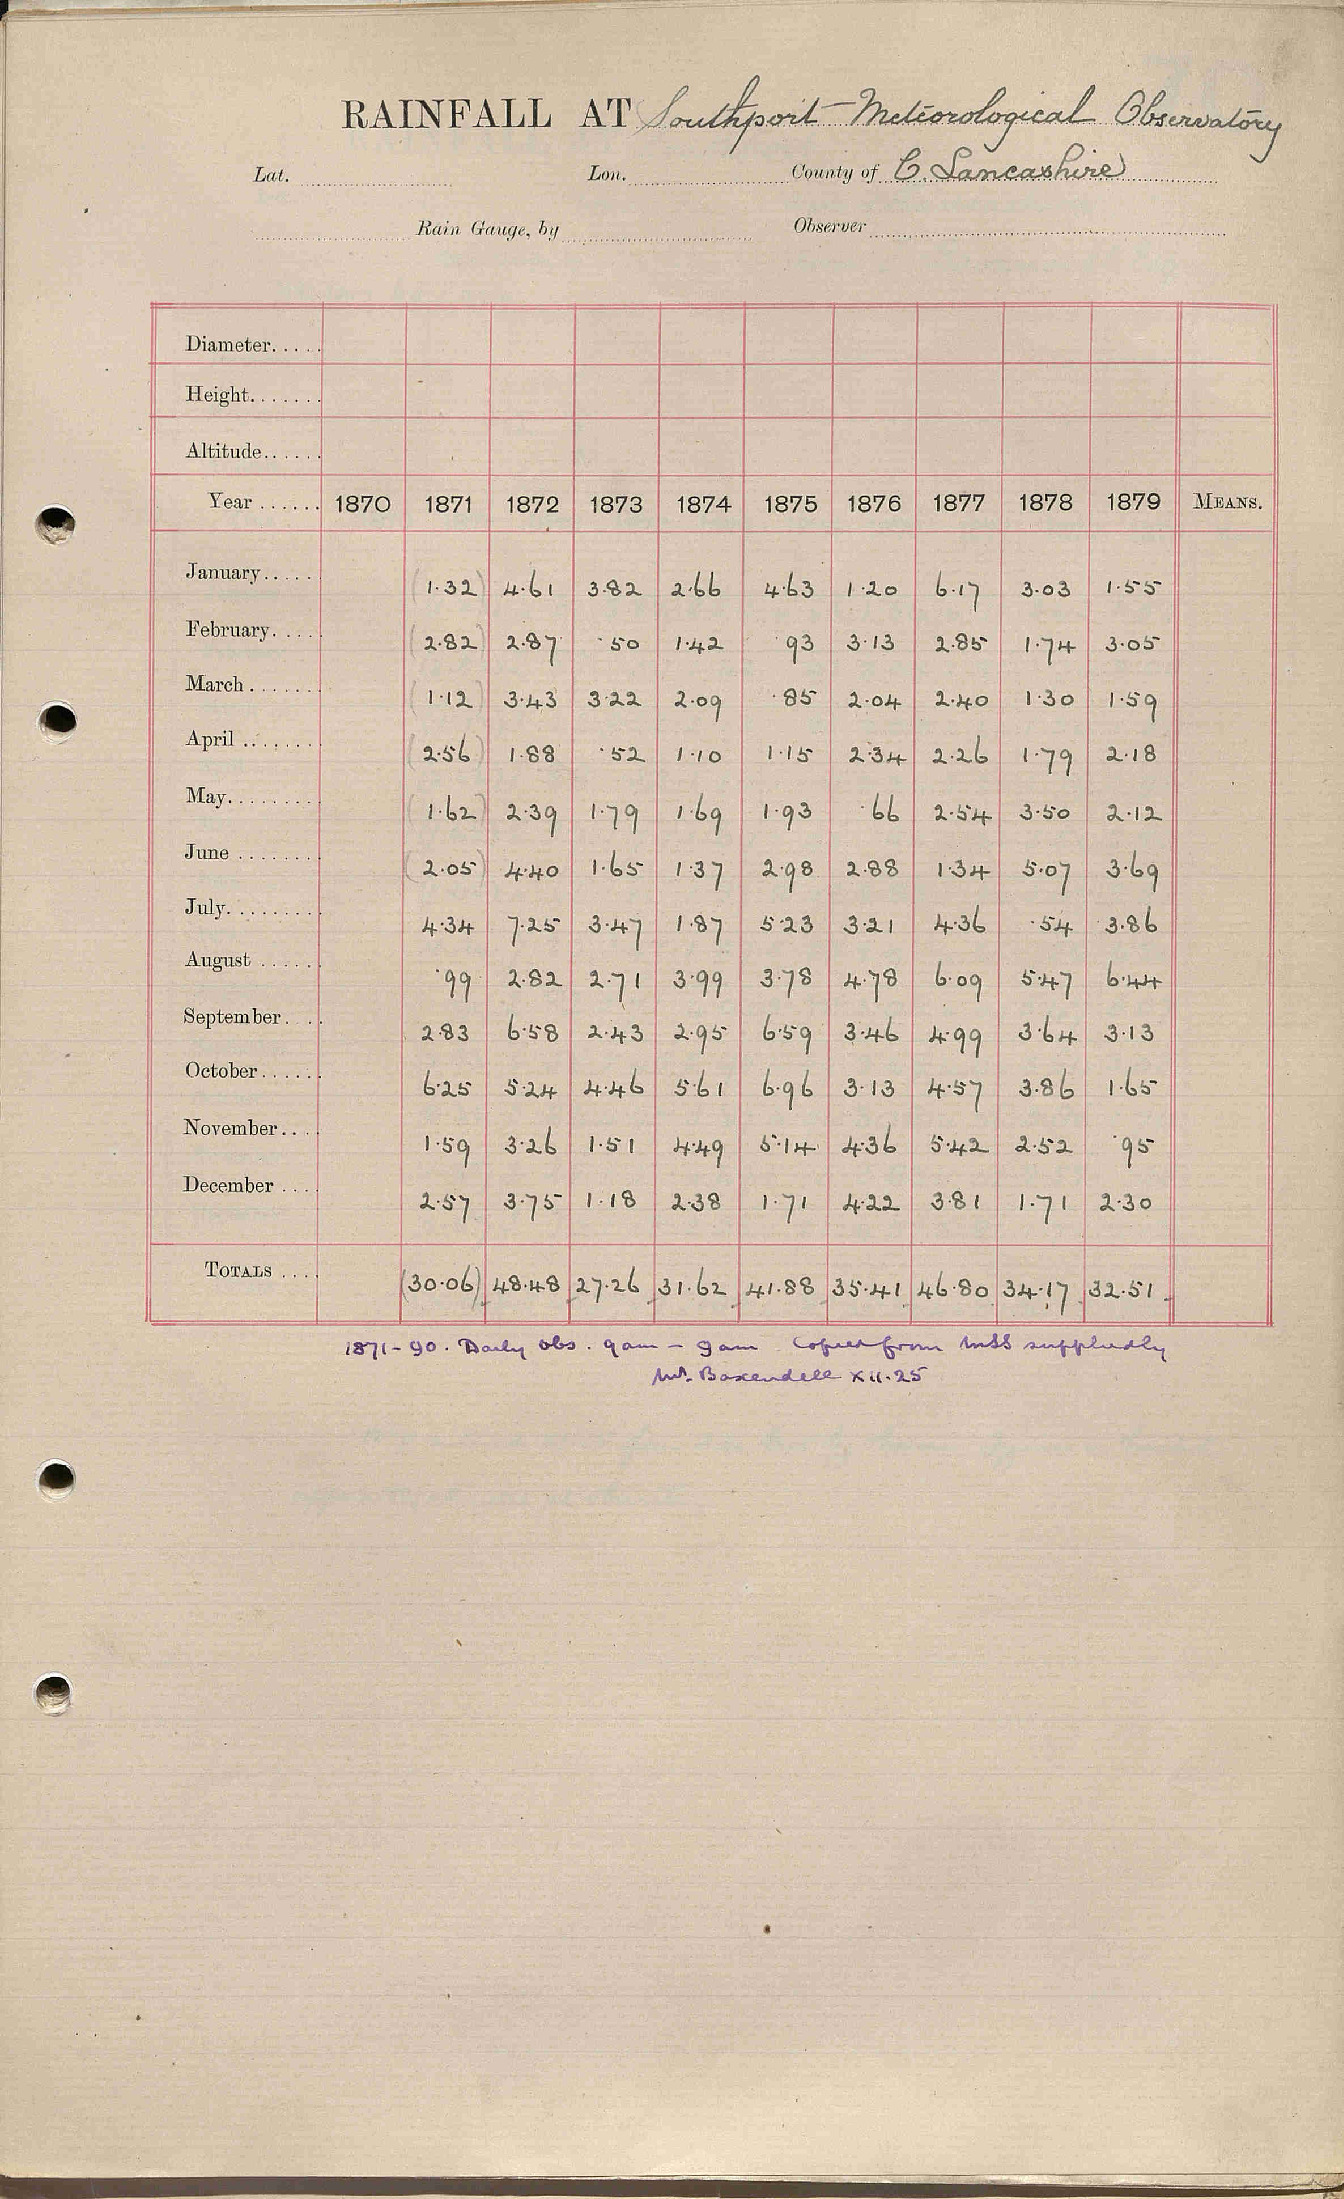 RAINFALL AT Southport Meteorological Observatory
Lat. Lon. County of C. Lancashire
Rain Gauge, by Observer
Diameter.....
Height.......
Altitude......
Year ...... 1870 1871 1872 1873 1874 1875 1876 1877 1878 1879 MEANS.
January..... (1.32) 4.61 3.82 2.66 4.63 1.20 6.17 3.03 1.55
February..... (2.82) 2.87 .50 1.42 93 3.13 2.85 1.74 3.05
March ....... (1.12) 3.43 3.22 2.09 .85 2.04 2.40 1.30 1.59
April ........ (2.56) 1.88 .52 1.10 1.15 2.34 2.26 1.79 2.18
May......... (1.62) 2.39 1.79 1.69 1.93 .66 2.54 3.50 2.12
June ........ (2.05) 4.40 1.65 1.37 2.98 2.88 1.34 5.07 3.69
July......... 4.34 7.25 3.47 1.87 5.23 3.21 4.36 .54 3.86
August ...... .99 2.82 2.71 3.99 3.78 4.78 6.09 5.47 6.44
September.... 2.83 6.58 2.43 2.95 6.59 3.46 4.99 3.64 3.13
October...... 6.25 5.24 4.46 5.61 6.96 3.13 4.57 3.86 1.65
November.... 1.59 3.26 1.51 4.49 5.14 4.36 5.42 2.52 .95
December .... 2.57 3.75 1.18 2.38 1.71 4.22 3.81 1.71 2.30
TOTALS .... (30.06) 48.48 27.26 31.62 41.88 35.41 46.80 34.17 32.51
1871-90. Daily obs. 9am - 9am Copied from MSS supplied by
Mr. Baxendell XII.25